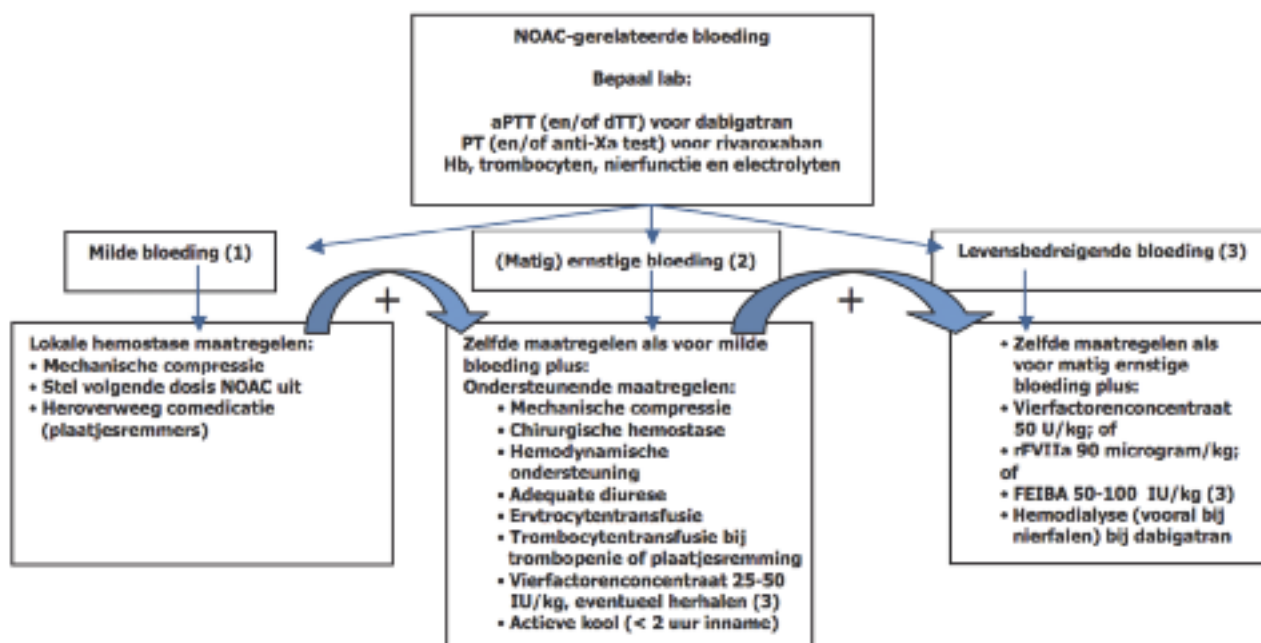 NOAC-gerelateerde bloeding
Bepaal lab:
aPTT (en/of dTT) voor dabigatran
PT (en/of anti-Xa test) voor rivaroxaban
Hb, trombocyten, nierfunctie en electrolyten
Milde bloeding (1)
(Matig) ernstige bloeding (2)
Levensbedreigende bloeding (3)
+
+
Lokale hemostase maatregelen:
• Mechanische compressie
• Stel volgende dosis NOAC uit
• Heroverweeg comedicatie
(plaatjesremmers)
Zelfde maatregelen als voor milde
bloeding plus:
Ondersteunende maatregelen:
• Mechanische compressie
• Chirurgische hemostase
• Hemodynamische
ondersteuning
• Adequate diurese
• Erytrocytentransfusie
• Trombocytentransfusie bij
trombopenie of plaatjesremming
• Vierfactorenconcentraat 25-50
IU/kg, eventueel herhalen (3)
• Actieve kool (< 2 uur inname)
• Zelfde maatregelen als
voor matig ernstige
bloeding plus:
• Vierfactorenconcentraat
50 U/kg; of
• rFVIIa 90 microgram/kg;
of
• FEIBA 50-100 IU/kg (3)
• Hemodialyse (vooral bij
nierfalen) bij dabigatran